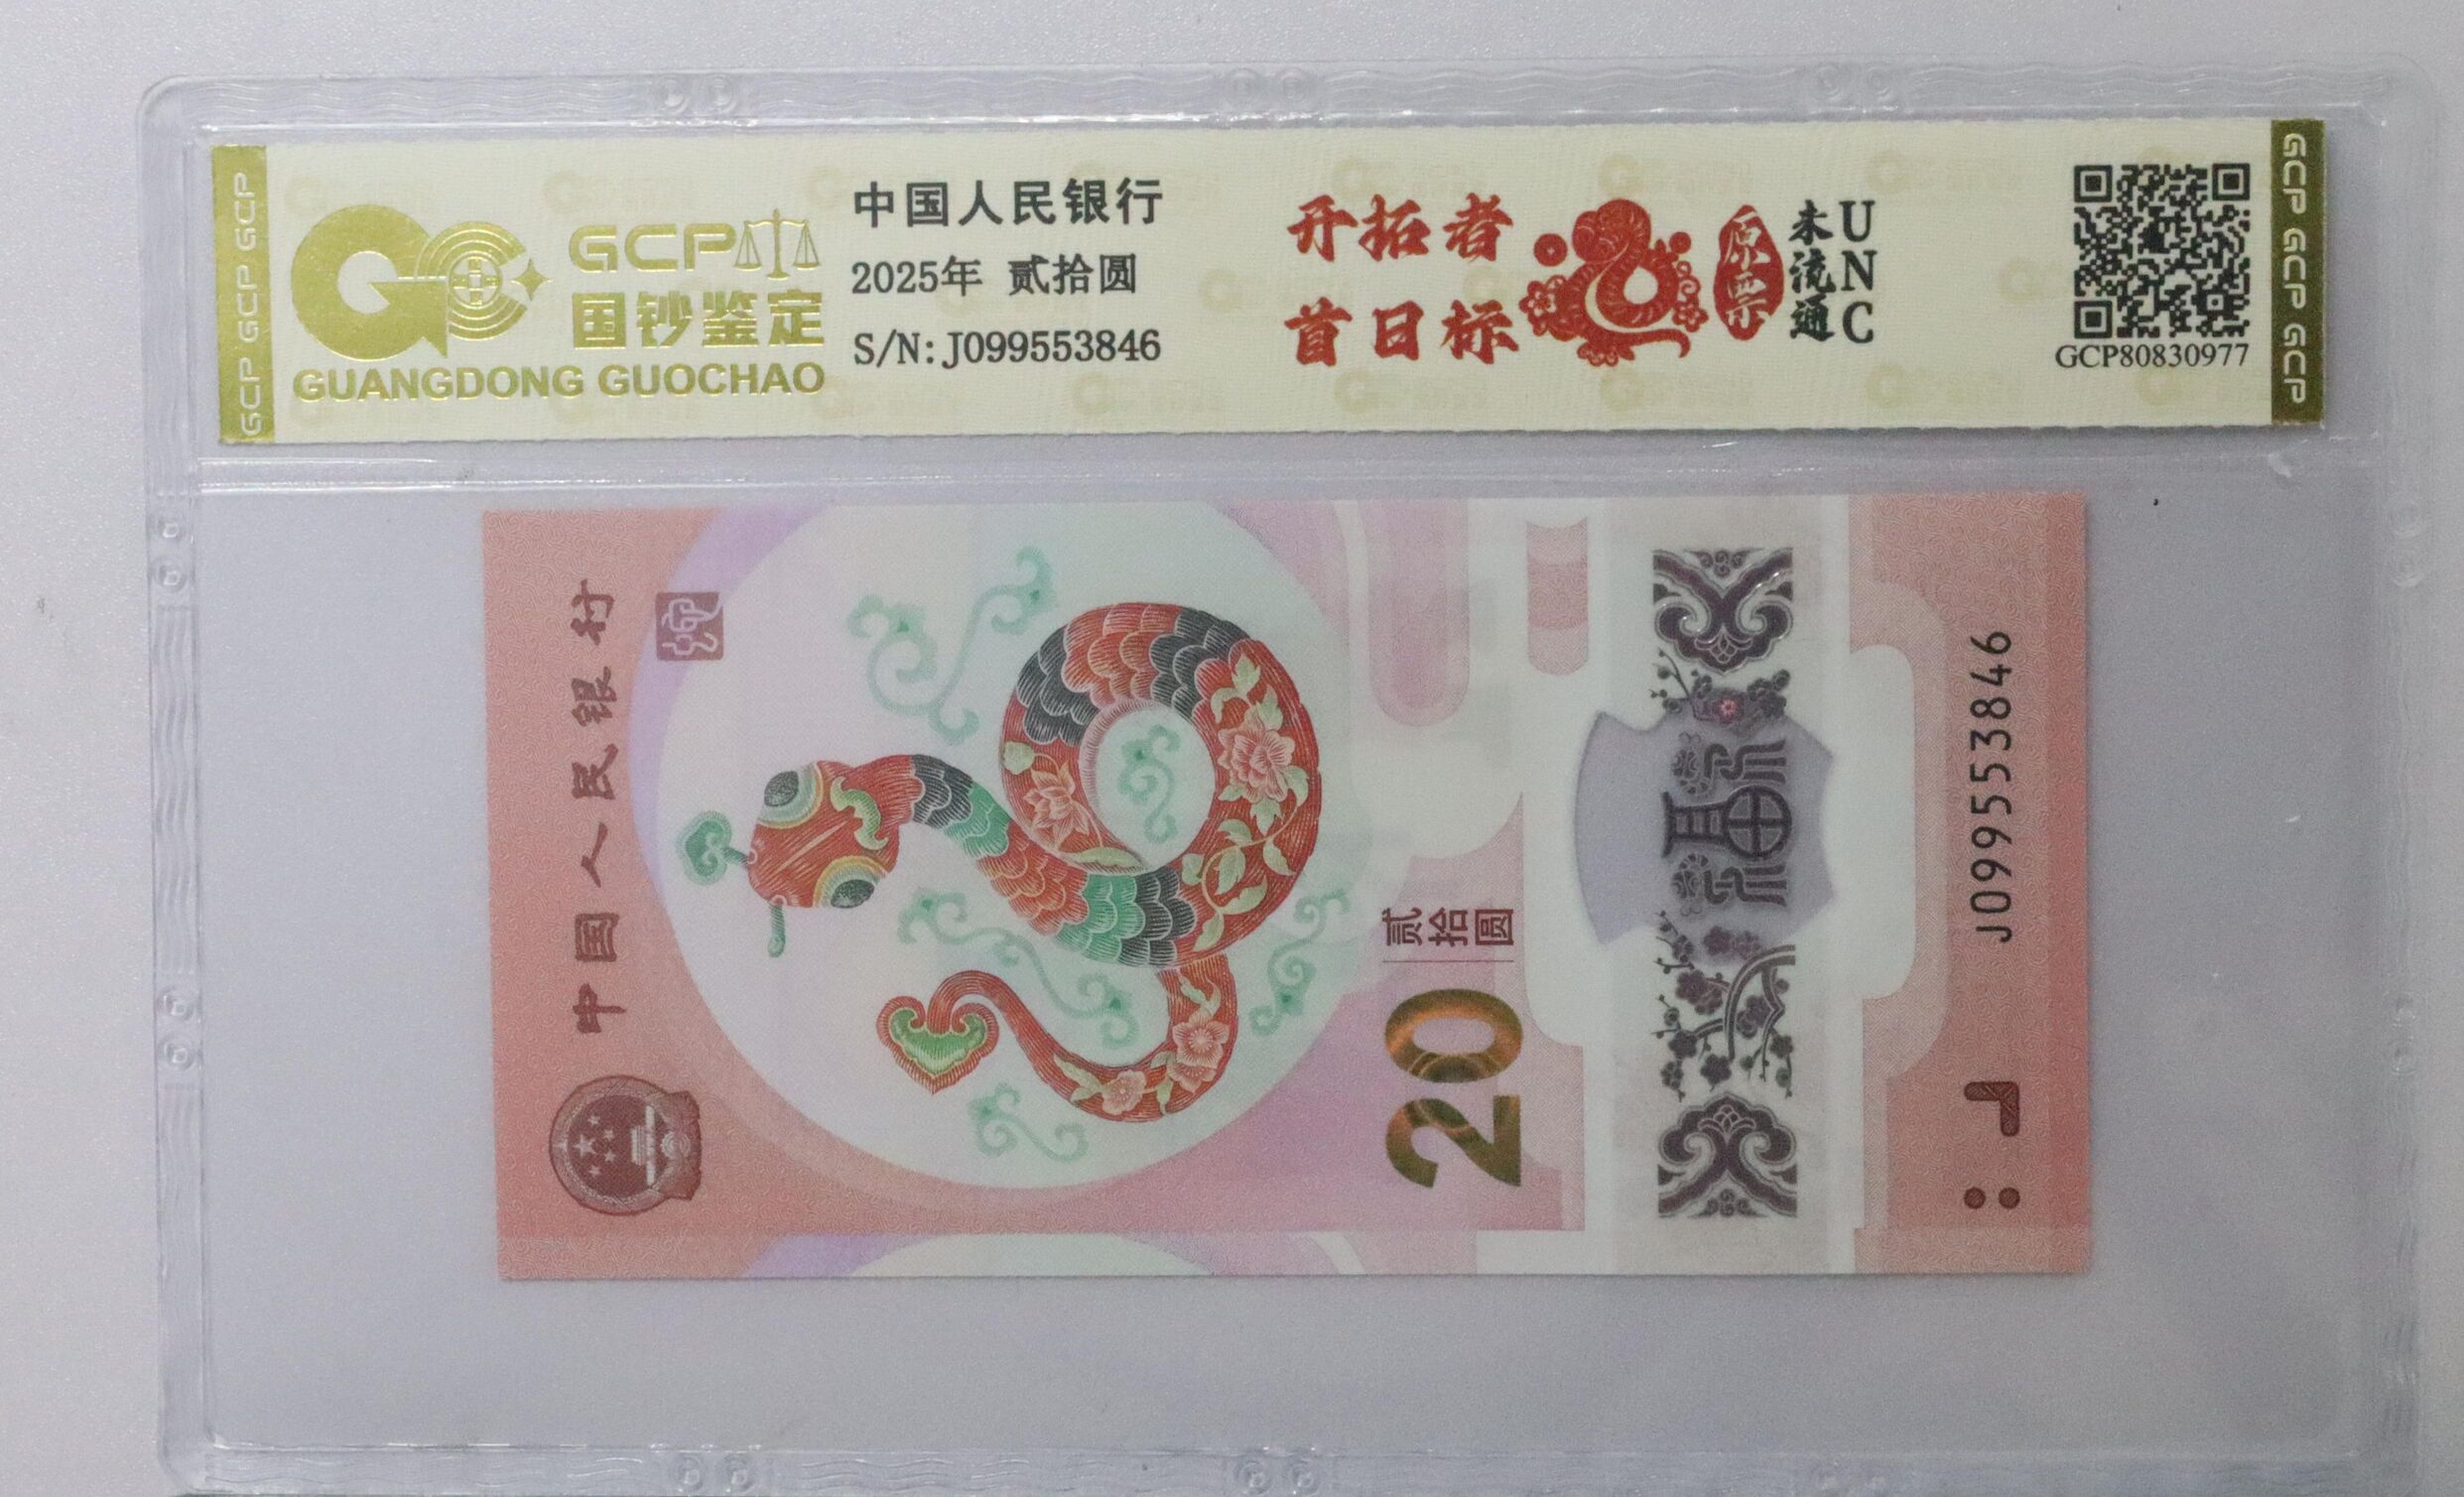 GCP GCP GCP
GCP
国钞鉴定
GUANGDONG GUOCHAO
中国人民银行
2025年 贰拾圆
S/N: J099553846
开拓者
首日标
原票
未流通
UNC
GCP80830977
GCP GCP GCP
中国人民银行
贰拾圆
20
福
J099553846